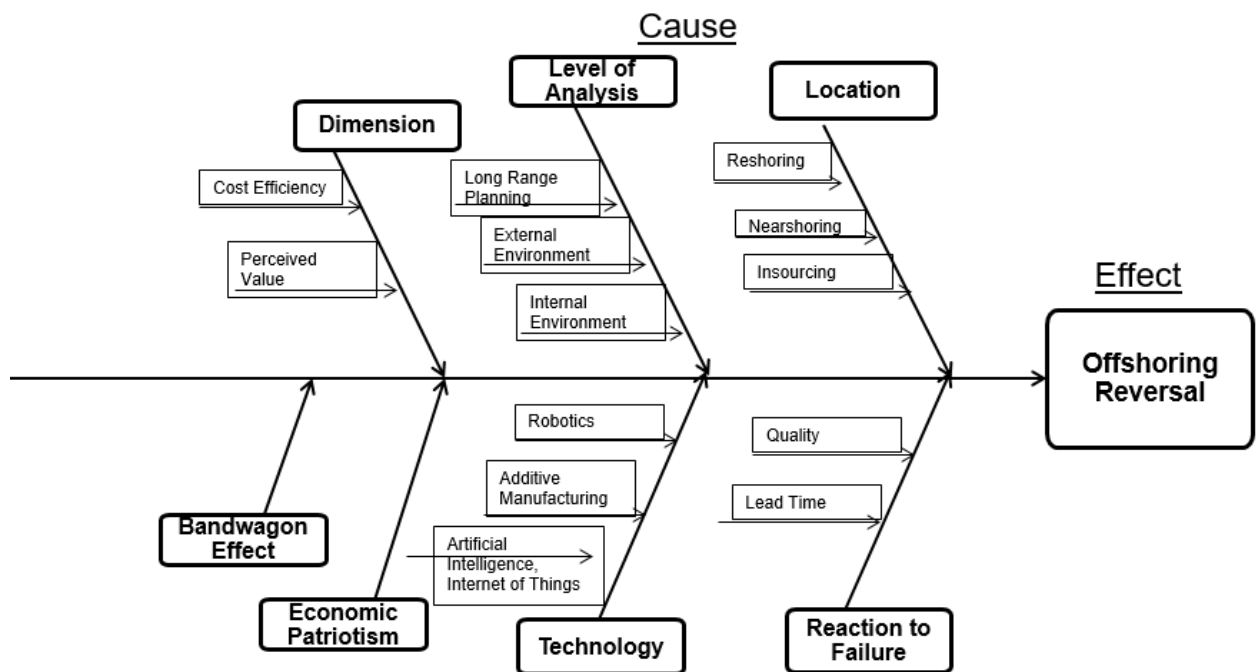 Cause
Level of
Analysis
Location
Dimension
Reshoring
Long Range
Planning
Cost Efficiency
Nearshoring
External
Environment
Perceived
Value
Insourcing
Effect
Internal
Environment
Offshoring
Reversal
Robotics
Quality
Additive
Manufacturing
Lead Time
Bandwagon
Effect
Artificial
Intelligence,
Internet of Things
Economic
Patriotism
Technology
Reaction to
Failure